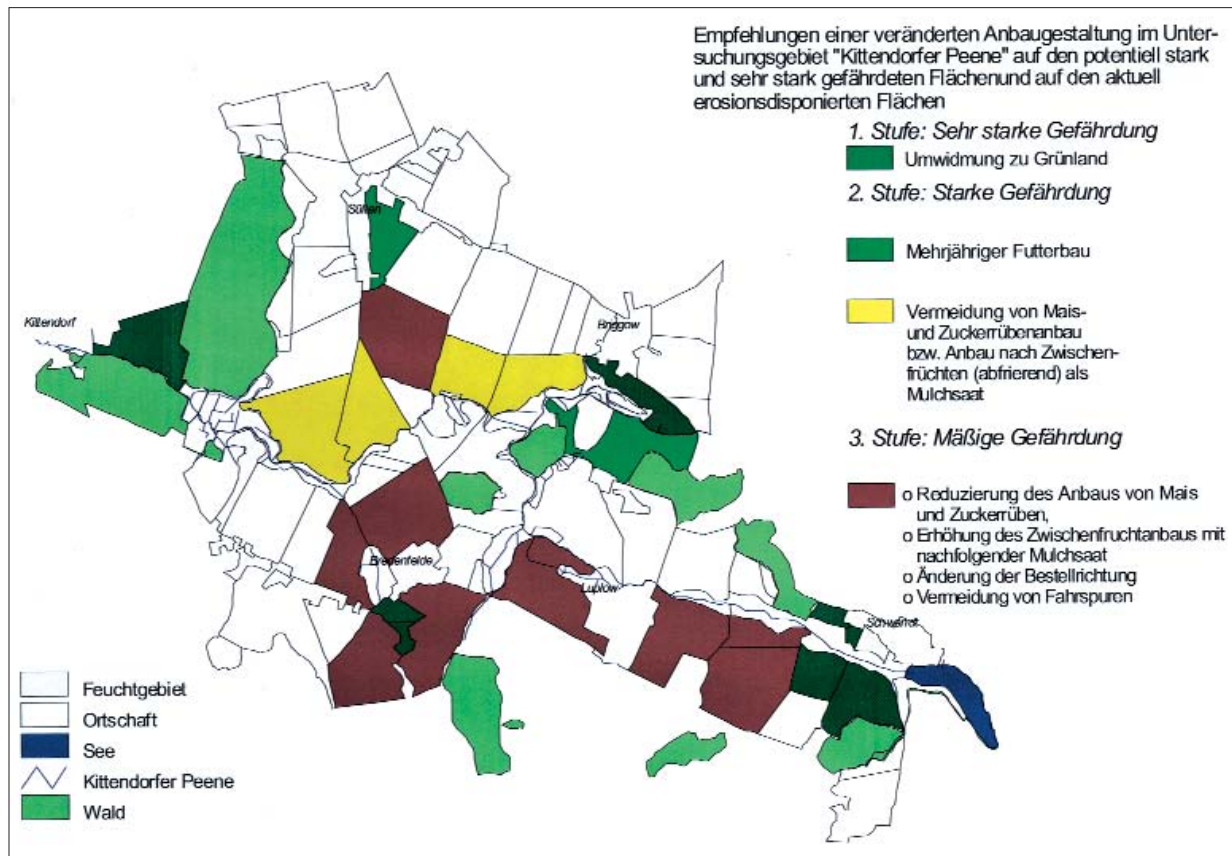 Empfehlungen einer veränderten Anbaugestaltung im Unter-
suchungsgebiet "Kittendorfer Peene" auf den potentiell stark
und sehr stark gefährdeten Flächenund auf den aktuell
erosionsdisponierten Flächen
1. Stufe: Sehr starke Gefährdung
Umwidmung zu Grünland
2. Stufe: Starke Gefährdung
Mehrjähriger Futterbau
Vermeidung von Mais-
und Zuckerrübenanbau
bzw. Anbau nach Zwischen-
früchten (abfrierend) als
Mulchsaat
3. Stufe: Mäßige Gefährdung
o Reduzierung des Anbaus von Mais
und Zuckerrüben,
o Erhöhung des Zwischenfruchtanbaus mit
nachfolgender Mulchsaat
o Änderung der Bestellrichtung
o Vermeidung von Fahrspuren
Kittendorf
Briggow
Bredenfelde
Luplow
Feuchtgebiet
Ortschaft
See
Kittendorfer Peene
Wald